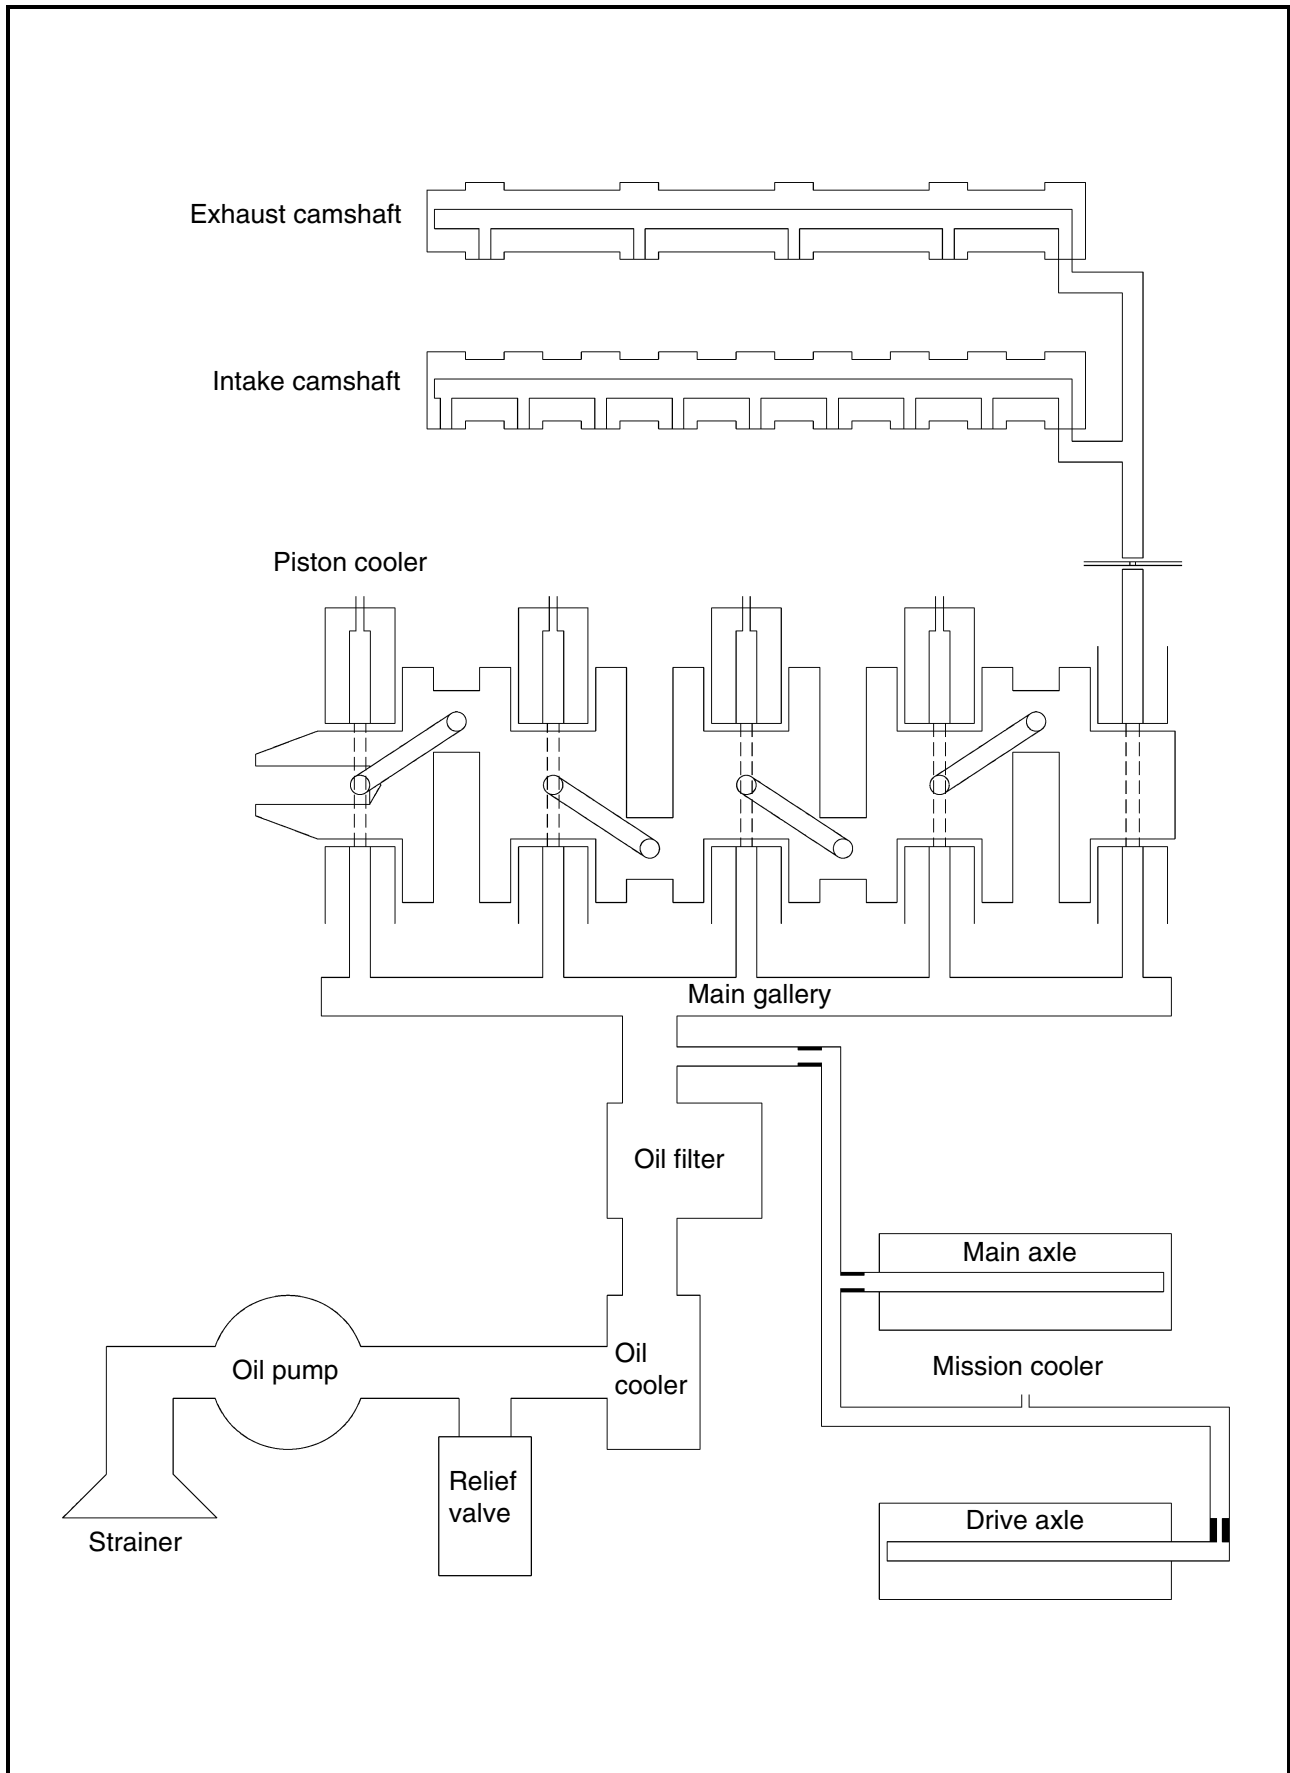 Exhaust camshaft
Intake camshaft
Piston cooler
Main gallery
Oil filter
Main axle
Oil
cooler
Oil pump
Mission cooler
Relief
valve
Drive axle
Strainer